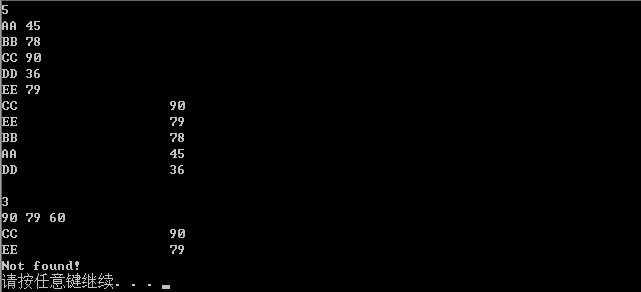 5
AA 45
BB 78
CC 90
DD 36
EE 79
CC 90
EE 79
BB 78
AA 45
DD 36
3
90 79 60
CC 90
EE 79
Not found!
请按任意键继续. . .